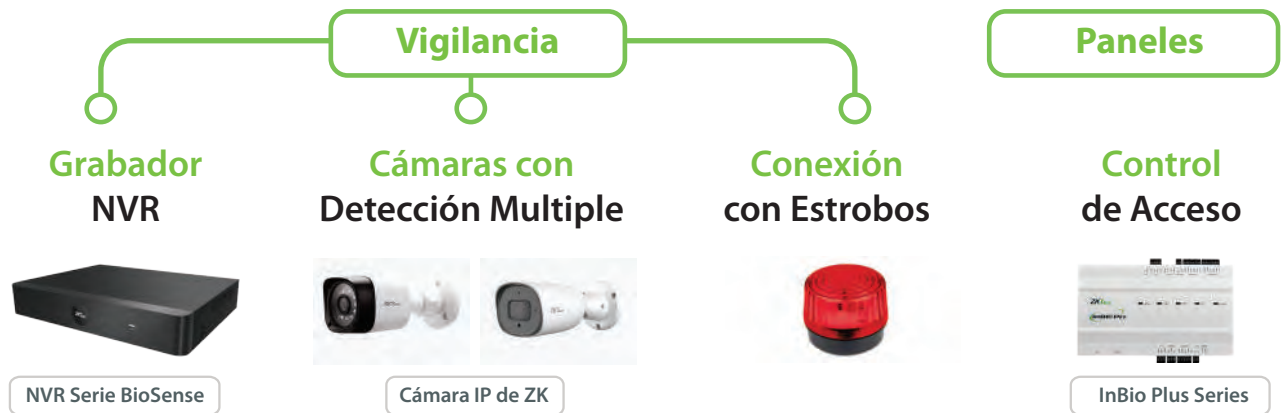 Vigilancia
Paneles
Grabador
NVR
Cámaras con
Detección Multiple
Conexión
con Estrobos
Control
de Acceso
NVR Serie BioSense
Cámara IP de ZK
InBio Plus Series